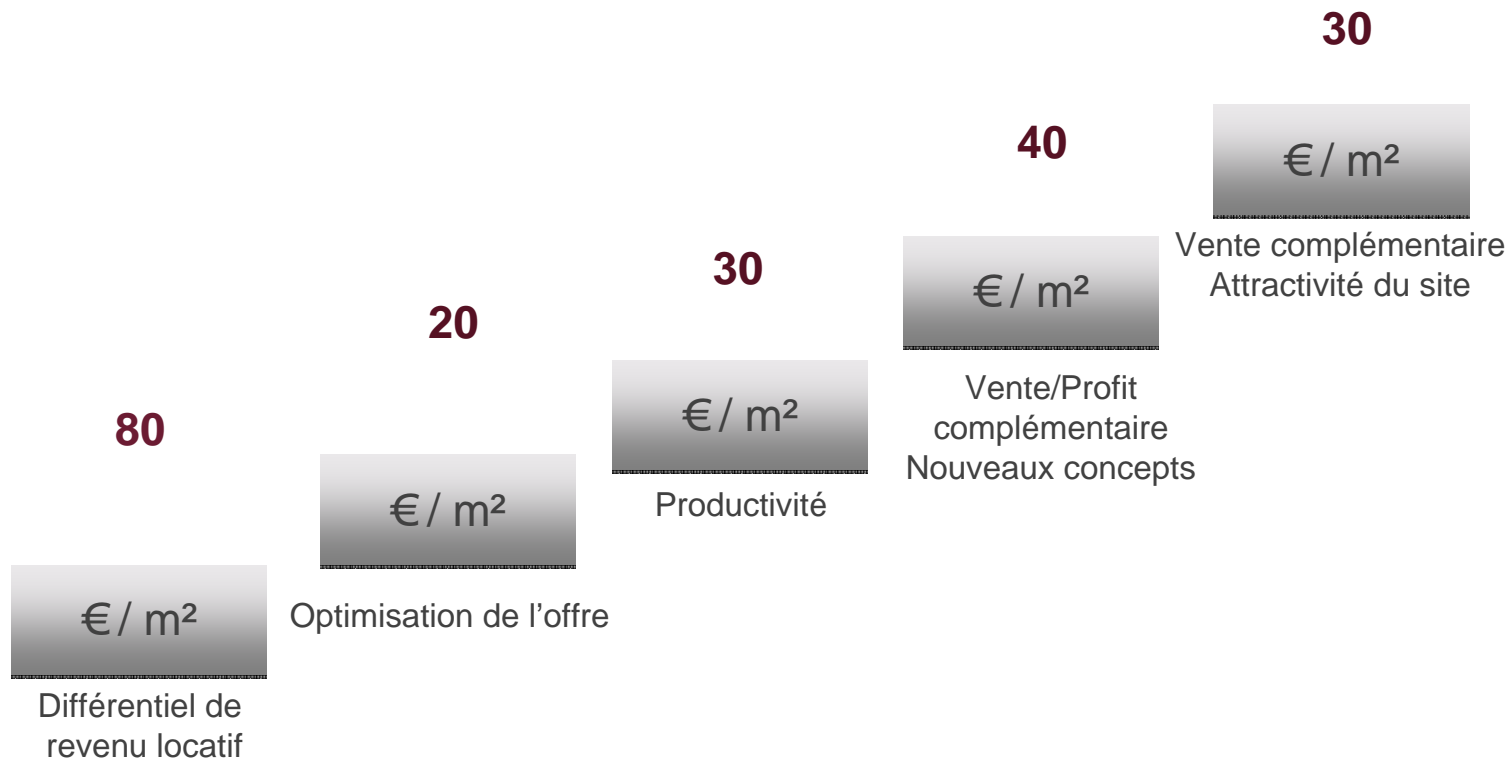 80
€ / m²
Différentiel de
revenu locatif
20
€ / m²
Optimisation de l’offre
30
€ / m²
Productivité
40
€ / m²
Vente/Profit
complémentaire
Nouveaux concepts
30
€ / m²
Vente complémentaire
Attractivité du site